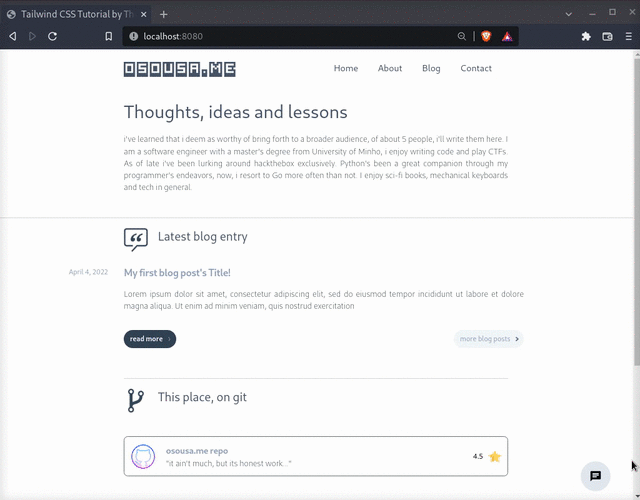 Tailwind CSS Tutorial by Th
localhost:8080
OSOUSA.ME
Home About Blog Contact
Thoughts, ideas and lessons
i've learned that i deem as worthy of bring forth to a broader audience, of about 5 people, i'll write them here. I
am a software engineer with a master's degree from University of Minho, i enjoy writing code and play CTFs.
As of late i've been lurking around hackthebox exclusively. Python's been a great companion through my
programmer's endeavors, now, i resort to Go more often than not. I enjoy sci-fi books, mechanical keyboards
and tech in general.
Latest blog entry
April 4, 2022
My first blog post's Title!
Lorem ipsum dolor sit amet, consectetur adipiscing elit, sed do eiusmod tempor incididunt ut labore et dolore
magna aliqua. Ut enim ad minim veniam, quis nostrud exercitation
read more
more blog posts
This place, on git
ososua.me repo
"it ain't much, but its honest work..."
4.5